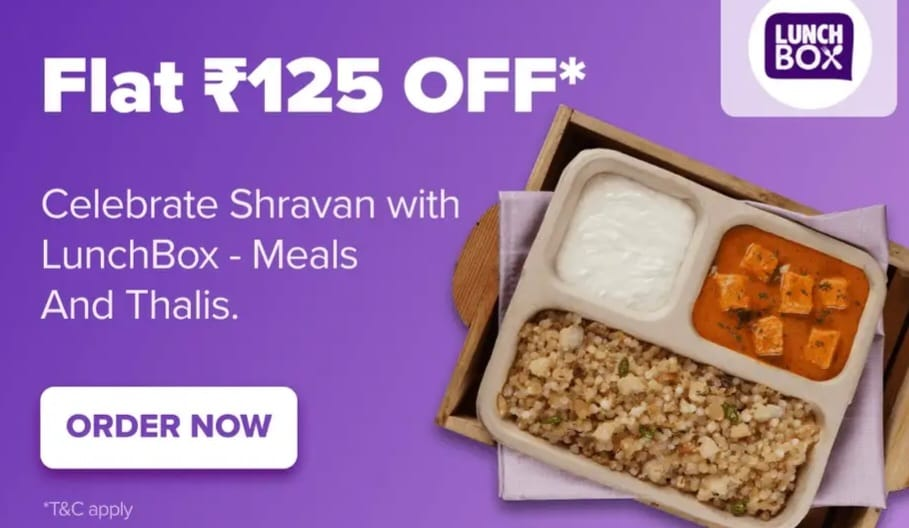 Flat ₹125 OFF*
LUNCH
BOX
Celebrate Shravan with
LunchBox - Meals
And Thalis.
ORDER NOW
*T&C apply